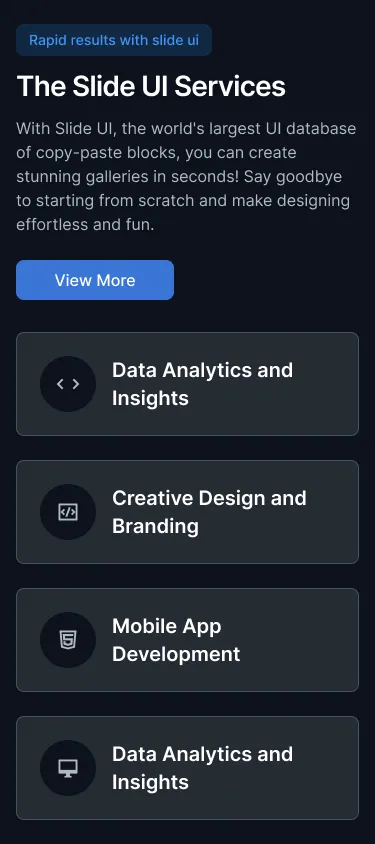 Rapid results with slide ui
The Slide UI Services
With Slide UI, the world's largest UI database
of copy-paste blocks, you can create
stunning galleries in seconds! Say goodbye
to starting from scratch and make designing
effortless and fun.
View More
Data Analytics and
Insights
Creative Design and
Branding
Mobile App
Development
Data Analytics and
Insights